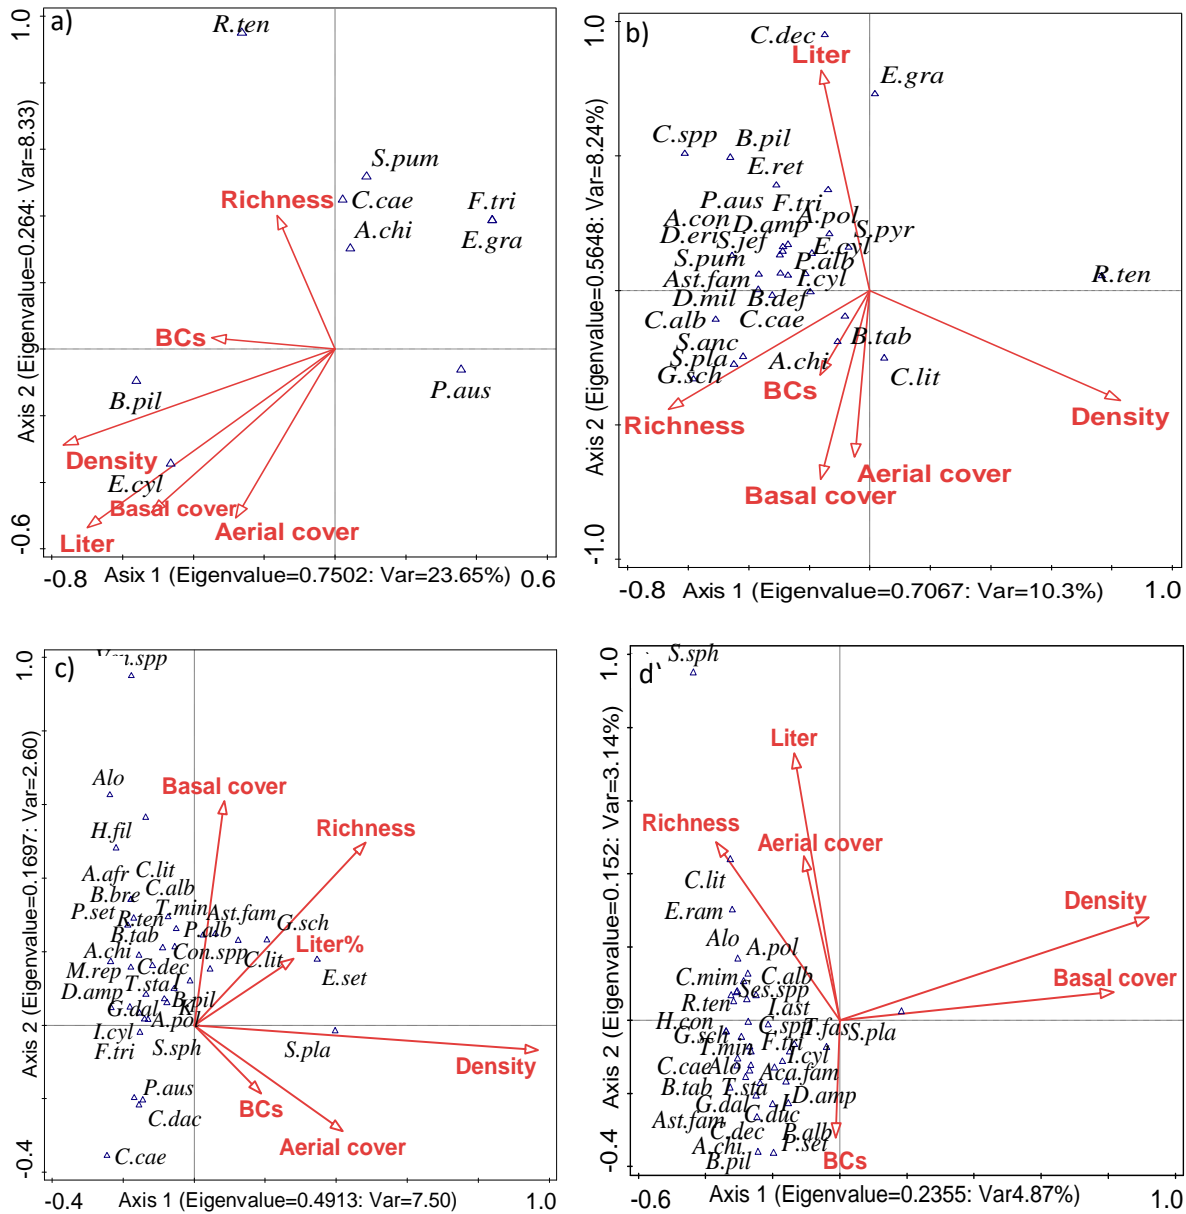 a)
1.0
R.ten
S.pum
C.cae
F.tri
Richness
A.chi
E.gra
BCs
B.pil
P.aus
Density
E.cyl
Basal cover
Liter
Aerial cover
Axis 2 (Eigenvalue=0.264: Var=8.33)
-0.6
-0.8
Asix 1 (Eigenvalue=0.7502: Var=23.65%)
0.6
b)
1.0
C.dec
Liter
E.gra
C.spp
B.pil
E.ret
P.aus
F.tri
A.con
D.amp
A.pol
D.eri
S.jef
E.cyl
S.pyr
S.pum
P.alb
Ast.fam
I.cyl
R.ten
D.mil
B.def
C.alb
C.cae
S.anc
B.tab
S.pla
A.chi
G.sch
BCs
C.lit
Richness
Density
Aerial cover
Basal cover
Axis 2 (Eigenvalue=0.5648: Var=8.24%)
-1.0
-0.8
Axis 1 (Eigenvalue=0.7067: Var=10.3%)
1.0
c)
1.0
Alo
Basal cover
H.fil
Richness
A.afr
C.lit
B.bre
C.alb
P.set
R.ten
T.min
Ast.fam
B.tab
P.alb
G.sch
A.chi
Con.spp
Liter%
M.rep
C.dec
C.lit
E.set
D.amp
T.sta
G.dal
B.pil
I.cyl
A.pol
F.tri
S.sph
S.pla
Density
P.aus
BCs
C.dac
Aerial cover
C.cae
Axis 2 (Eigenvalue=0.1697: Var=2.60)
-0.4
-0.4
Axis 1 (Eigenvalue=0.4913: Var=7.50)
1.0
1.0
S.sph
Liter
Richness
Aerial cover
C.lit
E.ram
Density
Alo
A.pol
C.mim
C.alb
Basal cover
R.ten
Ses.spp
I.ast
H.con
C.spp
T.fas
S.pla
G.sch
F.tri
T.min
I.cyl
C.cae
Alo
Aca.fam
B.tab
T.sta
D.amp
G.dal
Ast.fam
C.duc
C.dec
P.alb
A.chi
P.set
B.pil
BCs
Axis 2 (Eigenvalue=0.152: Var=3.14%)
-0.4
-0.6
Axis 1 (Eigenvalue=0.2355: Var4.87%)
1.0